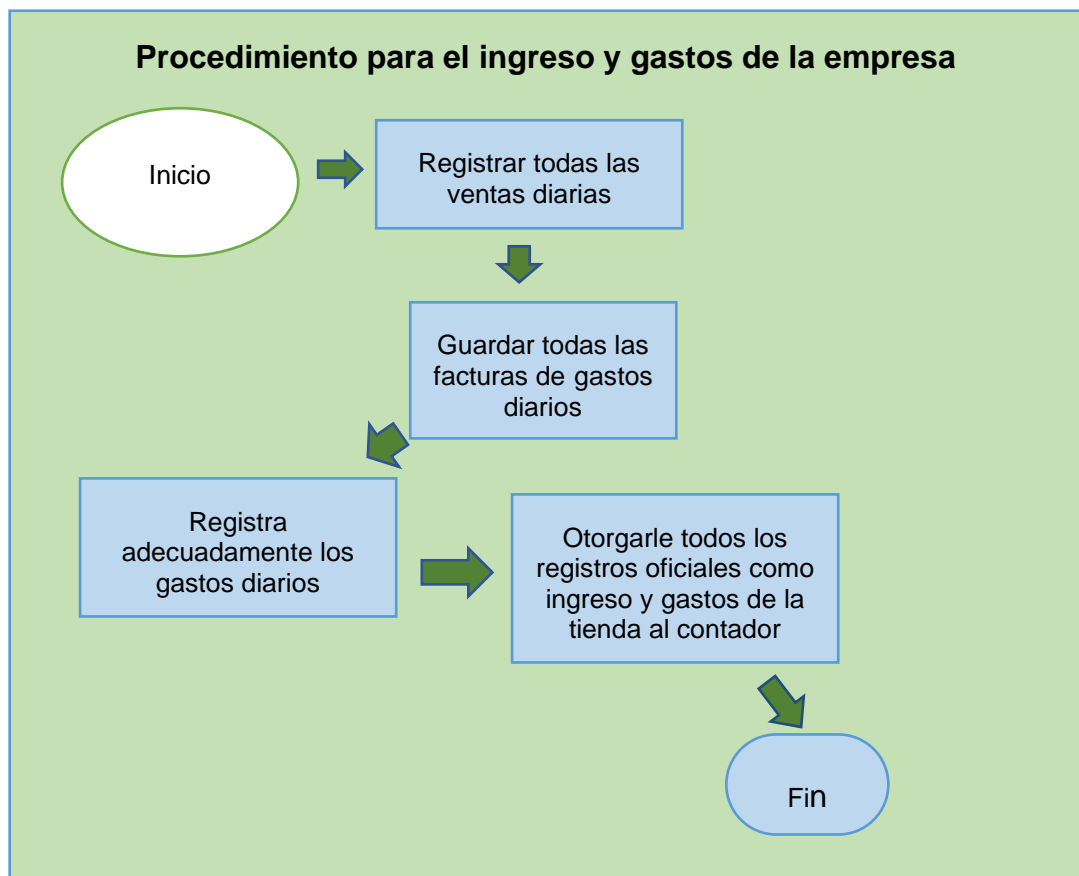 Procedimiento para el ingreso y gastos de la empresa
Inicio
Registrar todas las
ventas diarias
Guardar todas las
facturas de gastos
diarios
Registra
adecuadamente los
gastos diarios
Otorgarle todos los
registros oficiales como
ingreso y gastos de la
tienda al contador
Fin